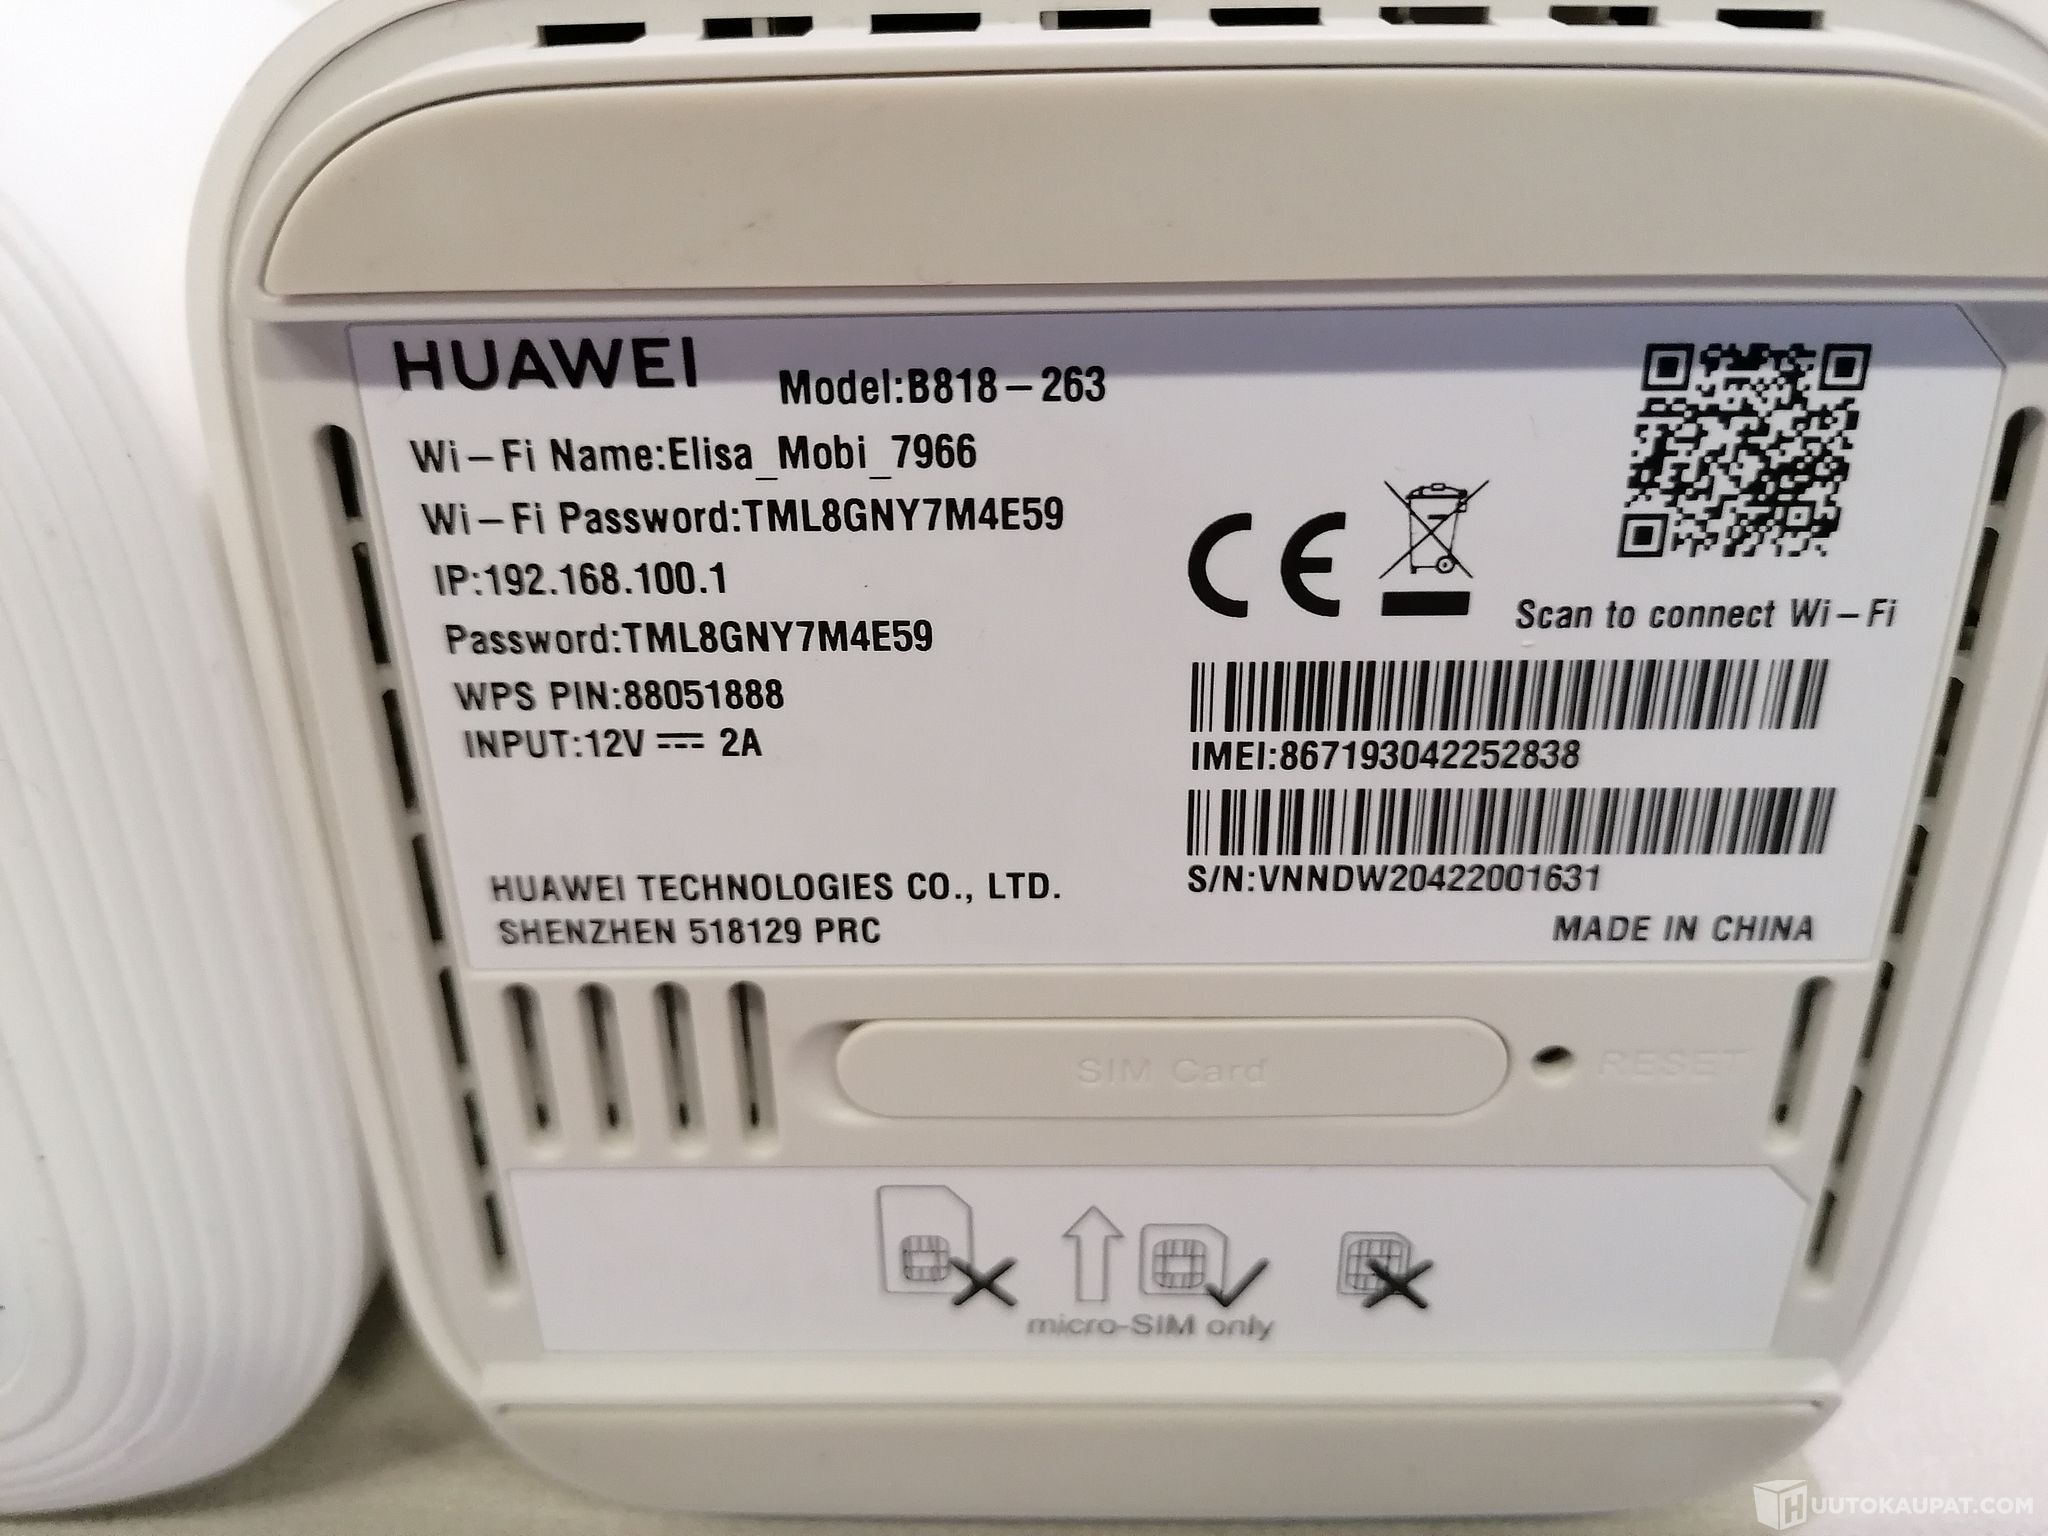 HUAWEI Model:B818-263
Wi-Fi Name:Elisa_Mobi_7966
Wi-Fi Password:TML8GNY7M4E59
IP:192.168.100.1
Password:TML8GNY7M4E59
WPS PIN:88051888
INPUT:12V ⎓ 2A
HUAWEI TECHNOLOGIES CO., LTD.
SHENZHEN 518129 PRC
CE
Scan to connect Wi-Fi
IMEI:867193042252838
S/N:VNNDW20422001631
MADE IN CHINA
SIM Card
RESET
micro-SIM only
HUUTOKAUPAT.COM